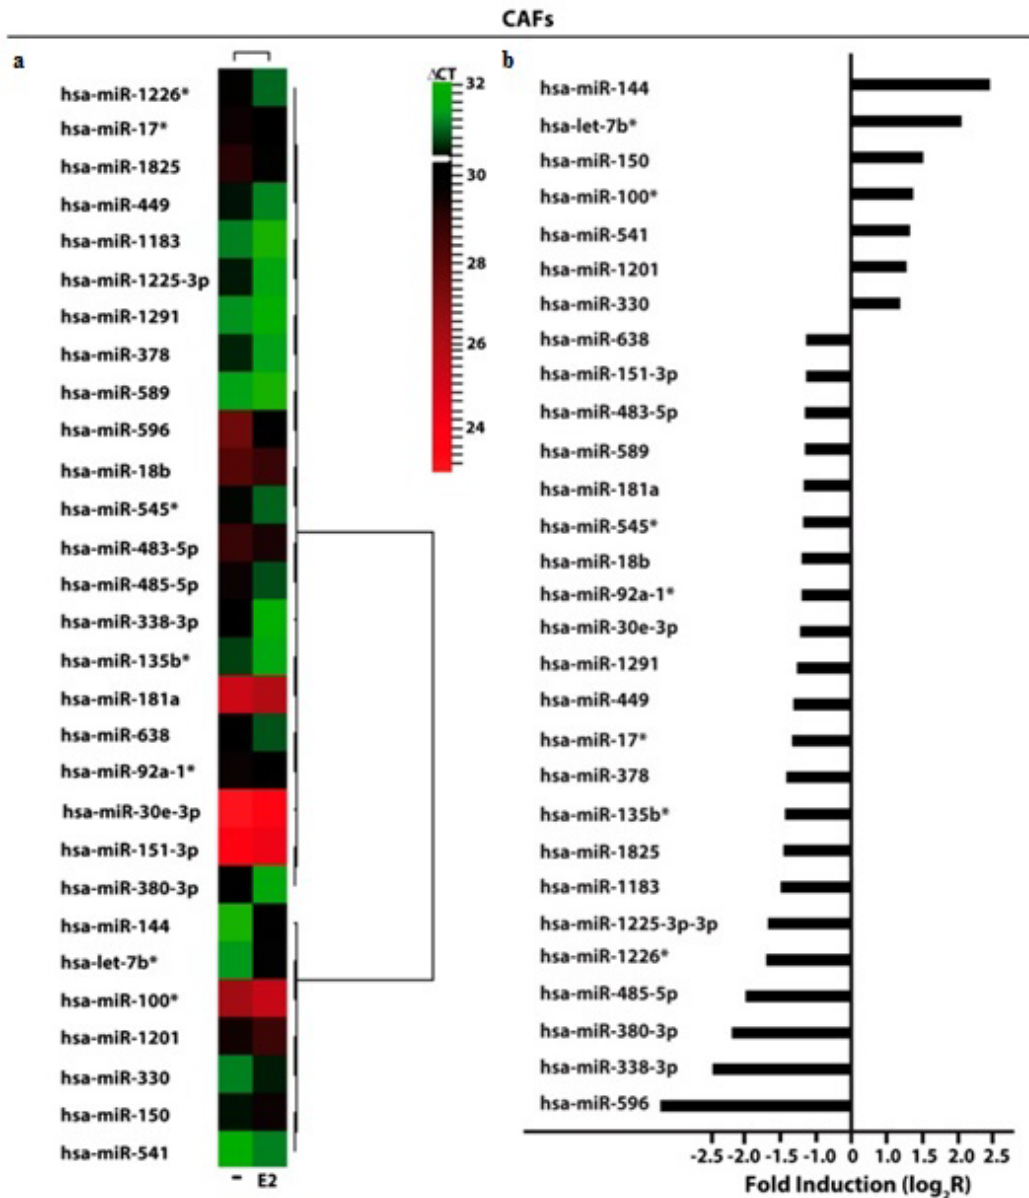 CAFs
a
hsa-miR-1226*
hsa-miR-17*
hsa-miR-1825
hsa-miR-449
hsa-miR-1183
hsa-miR-1225-3p
hsa-miR-1291
hsa-miR-378
hsa-miR-589
hsa-miR-596
hsa-miR-18b
hsa-miR-545*
hsa-miR-483-5p
hsa-miR-485-5p
hsa-miR-338-3p
hsa-miR-135b*
hsa-miR-181a
hsa-miR-638
hsa-miR-92a-1*
hsa-miR-30e-3p
hsa-miR-151-3p
hsa-miR-380-3p
hsa-miR-144
hsa-let-7b*
hsa-miR-100*
hsa-miR-1201
hsa-miR-330
hsa-miR-150
hsa-miR-541
- E2
ΔCT
32
30
28
26
24
b
hsa-miR-144
hsa-let-7b*
hsa-miR-150
hsa-miR-100*
hsa-miR-541
hsa-miR-1201
hsa-miR-330
hsa-miR-638
hsa-miR-151-3p
hsa-miR-483-5p
hsa-miR-589
hsa-miR-181a
hsa-miR-545*
hsa-miR-18b
hsa-miR-92a-1*
hsa-miR-30e-3p
hsa-miR-1291
hsa-miR-449
hsa-miR-17*
hsa-miR-378
hsa-miR-135b*
hsa-miR-1825
hsa-miR-1183
hsa-miR-1225-3p-3p
hsa-miR-1226*
hsa-miR-485-5p
hsa-miR-380-3p
hsa-miR-338-3p
hsa-miR-596
-2.5 -2.0 -1.5 -1.0 0 1.0 1.5 2.0 2.5
Fold Induction (log₂R)